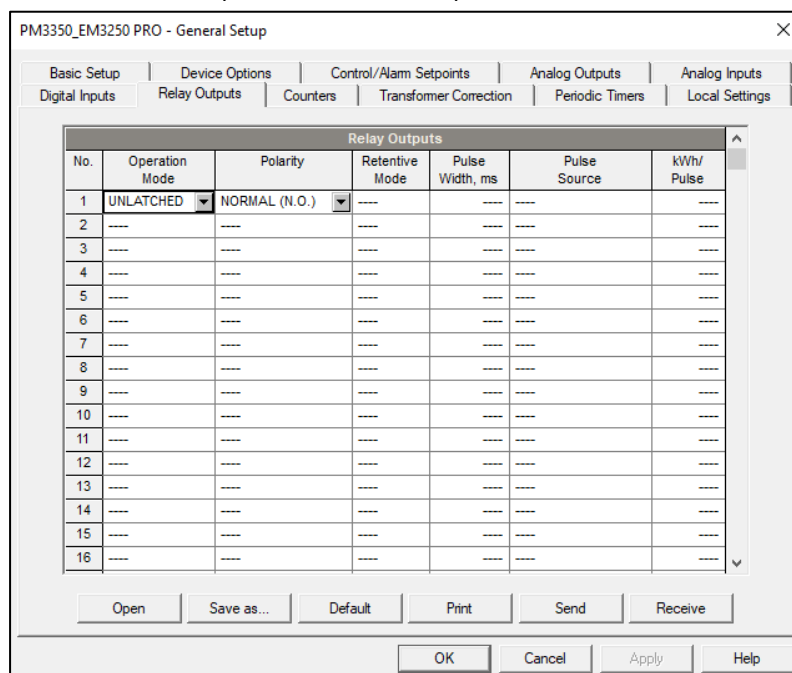 PM3350_EM3250 PRO - General Setup
Basic Setup Device Options Control/Alarm Setpoints Analog Outputs Analog Inputs
Digital Inputs Relay Outputs Counters Transformer Correction Periodic Timers Local Settings
Relay Outputs
No. Operation Mode Polarity Retentive Mode Pulse Width, ms Pulse Source kWh/ Pulse
1 UNLATCHED NORMAL (N.O.) ---- ---- ---- ----
2 ---- ---- ---- ---- ---- ----
3 ---- ---- ---- ---- ---- ----
4 ---- ---- ---- ---- ---- ----
5 ---- ---- ---- ---- ---- ----
6 ---- ---- ---- ---- ---- ----
7 ---- ---- ---- ---- ---- ----
8 ---- ---- ---- ---- ---- ----
9 ---- ---- ---- ---- ---- ----
10 ---- ---- ---- ---- ---- ----
11 ---- ---- ---- ---- ---- ----
12 ---- ---- ---- ---- ---- ----
13 ---- ---- ---- ---- ---- ----
14 ---- ---- ---- ---- ---- ----
15 ---- ---- ---- ---- ---- ----
16 ---- ---- ---- ---- ---- ----
Open Save as... Default Print Send Receive
OK Cancel Apply Help